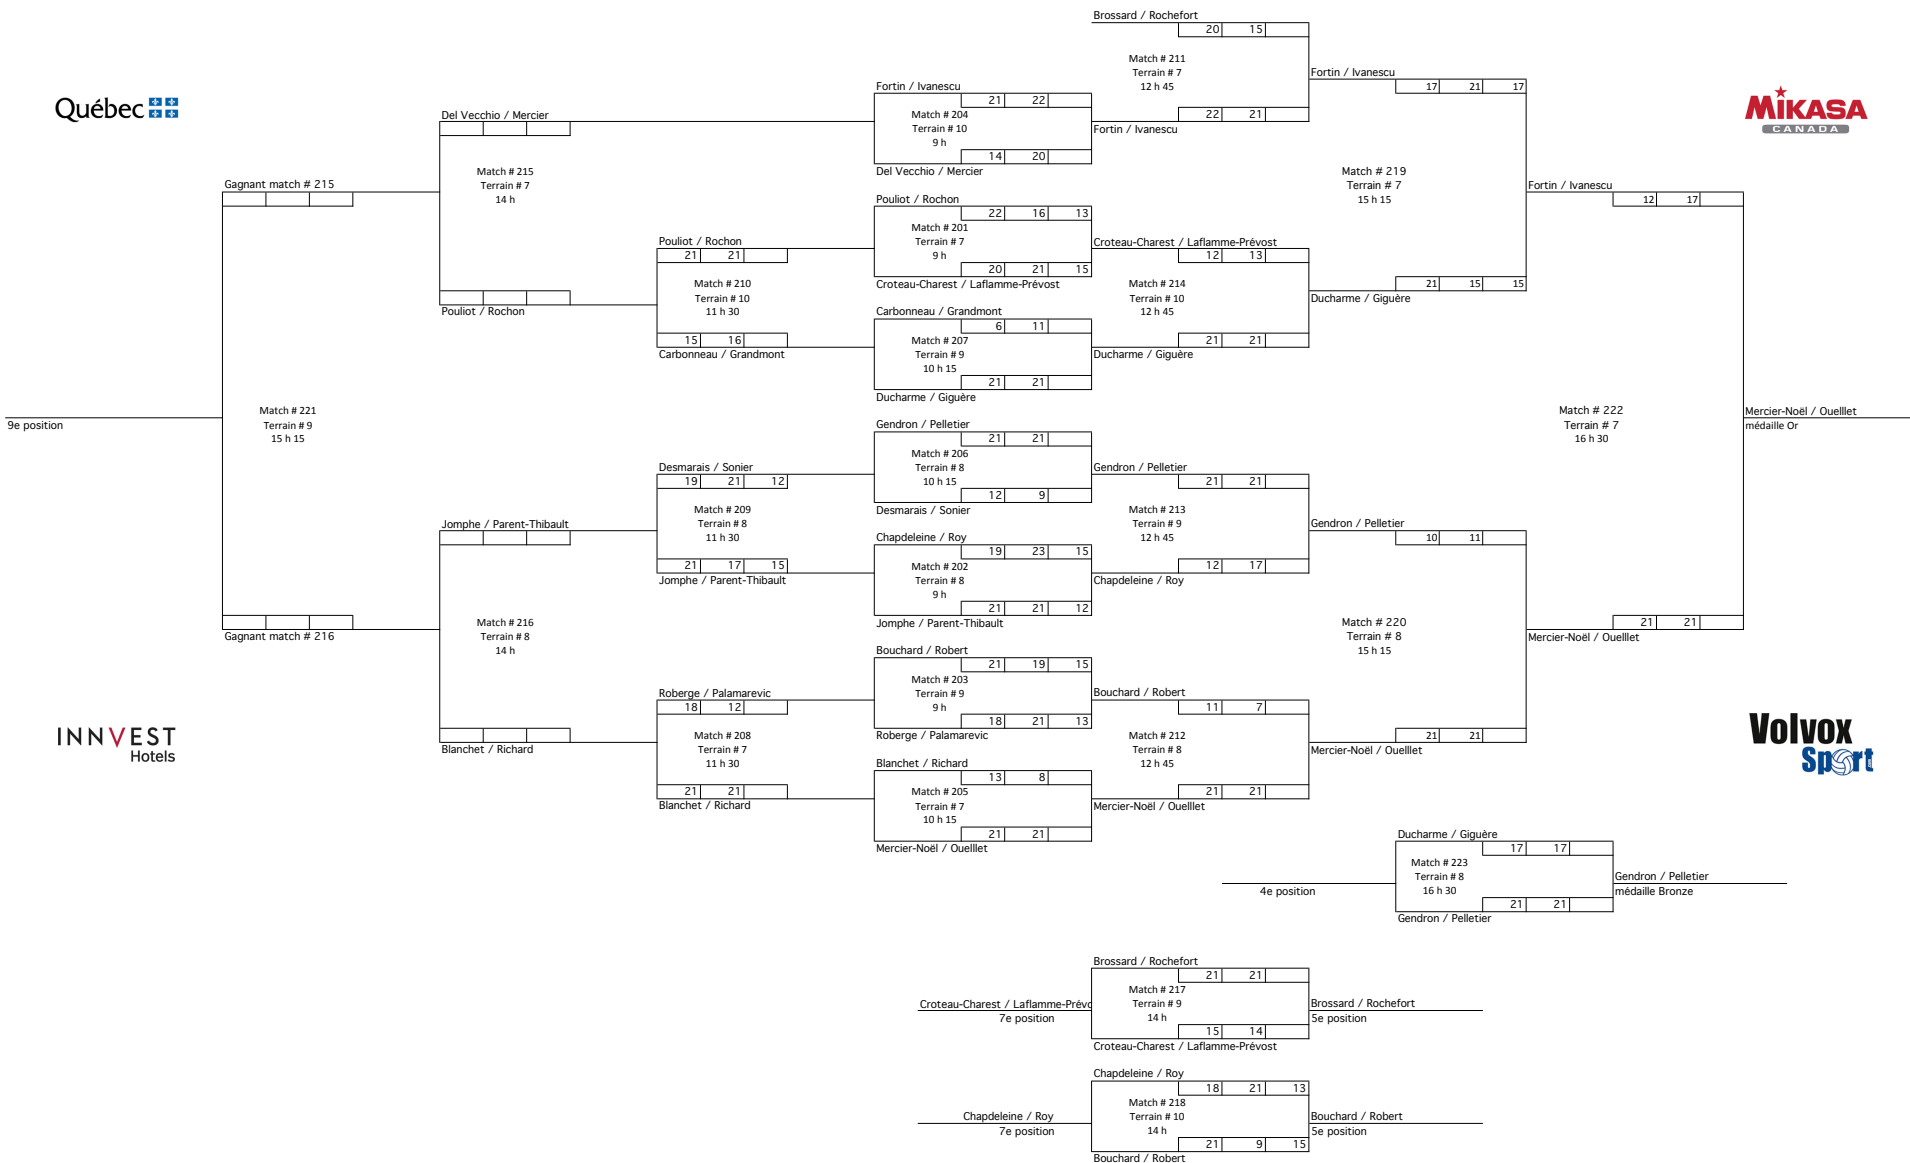 Brossard / Rochefort
20 15
Match # 211
Terrain # 7
12 h 45
22 21
Fortin / Ivanescu
Fortin / Ivanescu
17 21 17
Québec
MIKASA
CANADA
Fortin / Ivanescu
21 22
Match # 204
Terrain # 10
9 h
14 20
Del Vecchio / Mercier
Del Vecchio / Mercier
Match # 215
Terrain # 7
14 h
Pouliot / Rochon
Gagnant match # 215
Match # 219
Terrain # 7
15 h 15
Fortin / Ivanescu
12 17
Pouliot / Rochon
22 16 13
Match # 201
Terrain # 7
9 h
20 21 15
Croteau-Charest / Laflamme-Prévost
Pouliot / Rochon
21 21
Match # 210
Terrain # 10
11 h 30
15 16
Carbonneau / Grandmont
Croteau-Charest / Laflamme-Prévost
12 13
Match # 214
Terrain # 10
12 h 45
21 21
Ducharme / Giguère
21 15 15
Ducharme / Giguère
Carbonneau / Grandmont
6 11
Match # 207
Terrain # 9
10 h 15
21 21
Ducharme / Giguère
9e position
Match # 221
Terrain # 9
15 h 15
Match # 222
Terrain # 7
16 h 30
Mercier-Noël / Ouelllet
médaille Or
Gendron / Pelletier
21 21
Match # 206
Terrain # 8
10 h 15
12 9
Desmarais / Sonier
Desmarais / Sonier
19 21 12
Match # 209
Terrain # 8
11 h 30
21 17 15
Jomphe / Parent-Thibault
Gendron / Pelletier
21 21
Match # 213
Terrain # 9
12 h 45
12 17
Chapdeleine / Roy
Gendron / Pelletier
10 11
Jomphe / Parent-Thibault
Chapdeleine / Roy
19 23 15
Match # 202
Terrain # 8
9 h
21 21 12
Jomphe / Parent-Thibault
Gagnant match # 216
Match # 216
Terrain # 8
14 h
Blanchet / Richard
Match # 220
Terrain # 8
15 h 15
21 21
Mercier-Noël / Ouelllet
Bouchard / Robert
21 19 15
Match # 203
Terrain # 9
9 h
18 21 13
Roberge / Palamarevic
Roberge / Palamarevic
18 12
Match # 208
Terrain # 7
11 h 30
21 21
Blanchet / Richard
Bouchard / Robert
11 7
Match # 212
Terrain # 8
12 h 45
21 21
Mercier-Noël / Ouelllet
21 21
Mercier-Noël / Ouelllet
INNVEST
Hotels
Volvox
Sport
Blanchet / Richard
13 8
Match # 205
Terrain # 7
10 h 15
21 21
Mercier-Noël / Ouelllet
Ducharme / Giguère
17 17
Match # 223
Terrain # 8
16 h 30
21 21
Gendron / Pelletier
4e position
Gendron / Pelletier
médaille Bronze
Brossard / Rochefort
21 21
Match # 217
Terrain # 9
14 h
15 14
Croteau-Charest / Laflamme-Prévost
Croteau-Charest / Laflamme-Prévo
7e position
Brossard / Rochefort
5e position
Chapdeleine / Roy
18 21 13
Match # 218
Terrain # 10
14 h
21 9 15
Bouchard / Robert
Chapdeleine / Roy
7e position
Bouchard / Robert
5e position